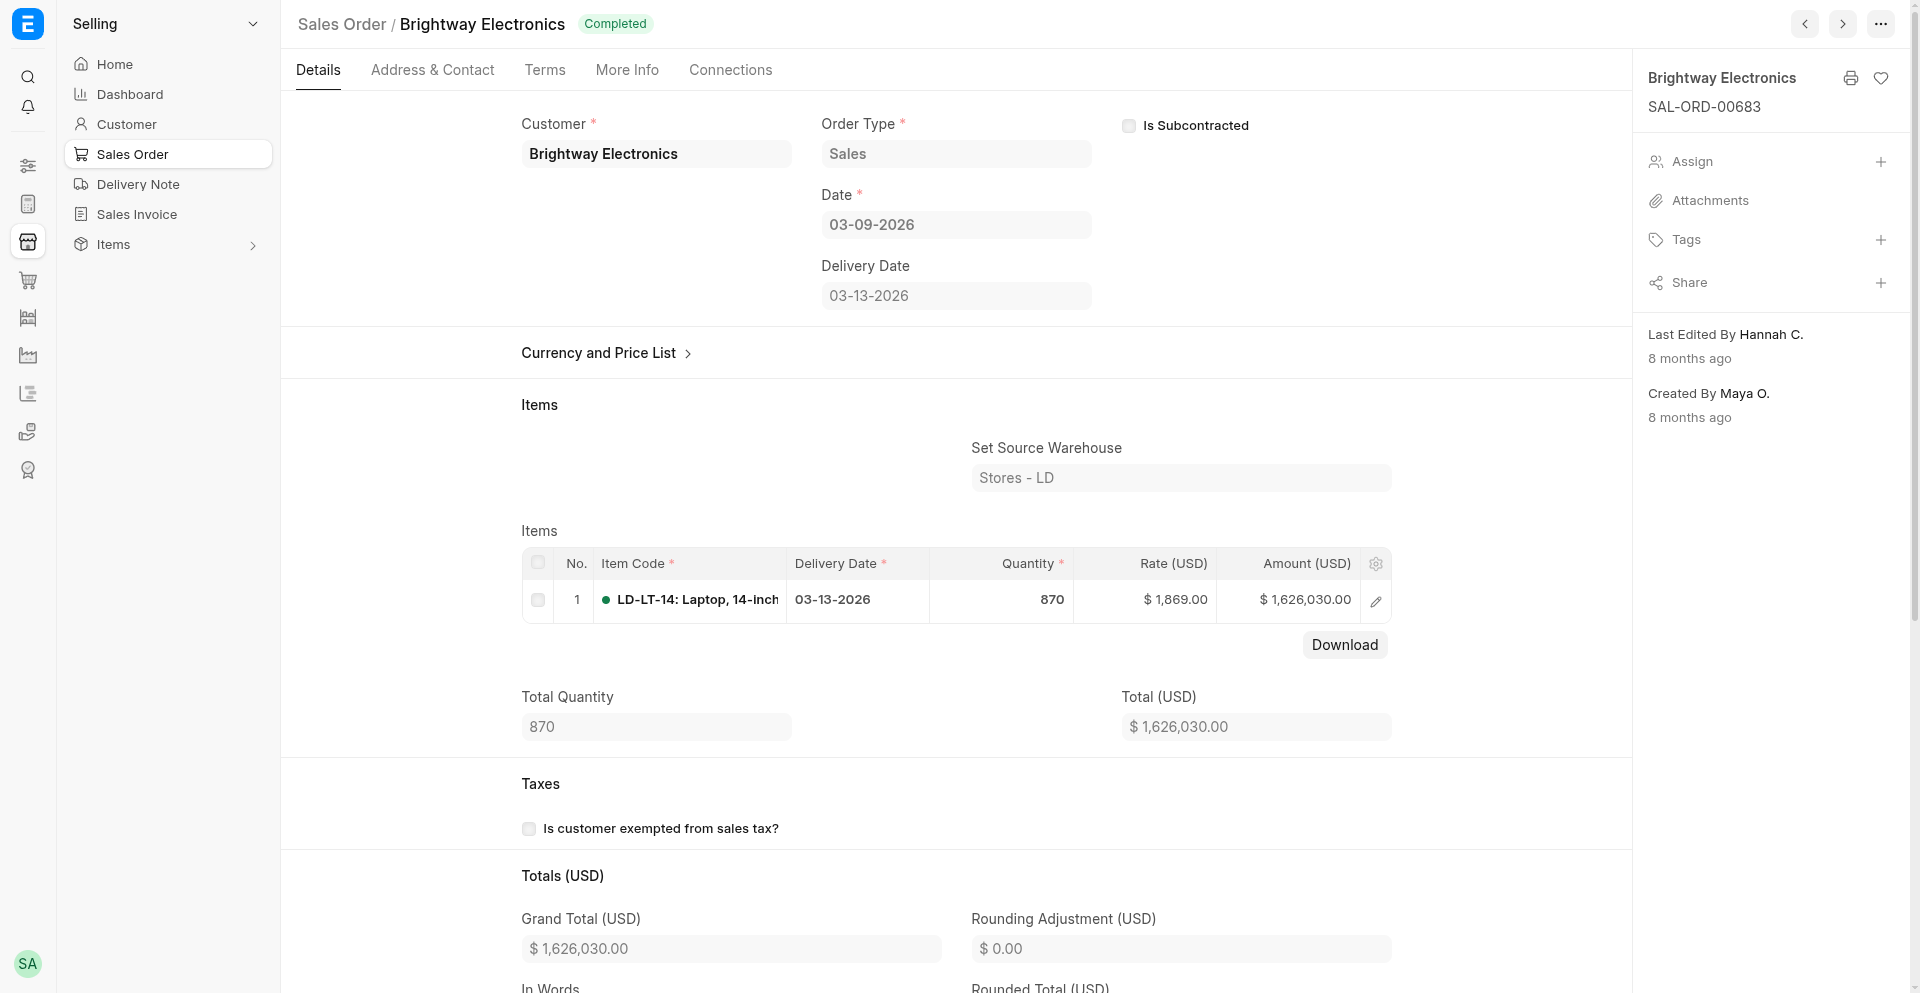 Selling
Home
Dashboard
Customer
Sales Order
Delivery Note
Sales Invoice
Items
SA
Sales Order / Brightway Electronics Completed
Details Address & Contact Terms More Info Connections
Customer *
Brightway Electronics
Order Type *
Sales
Is Subcontracted
Date *
03-09-2026
Delivery Date
03-13-2026
Currency and Price List
Items
Set Source Warehouse
Stores - LD
Items
No. Item Code * Delivery Date * Quantity * Rate (USD) Amount (USD)
1 LD-LT-14: Laptop, 14-inch 03-13-2026 870 $ 1,869.00 $ 1,626,030.00
Download
Total Quantity
870
Total (USD)
$ 1,626,030.00
Taxes
Is customer exempted from sales tax?
Totals (USD)
Grand Total (USD)
$ 1,626,030.00
Rounding Adjustment (USD)
$ 0.00
In Words
Rounded Total (USD)
Brightway Electronics
SAL-ORD-00683
Assign
Attachments
Tags
Share
Last Edited By Hannah C.
8 months ago
Created By Maya O.
8 months ago